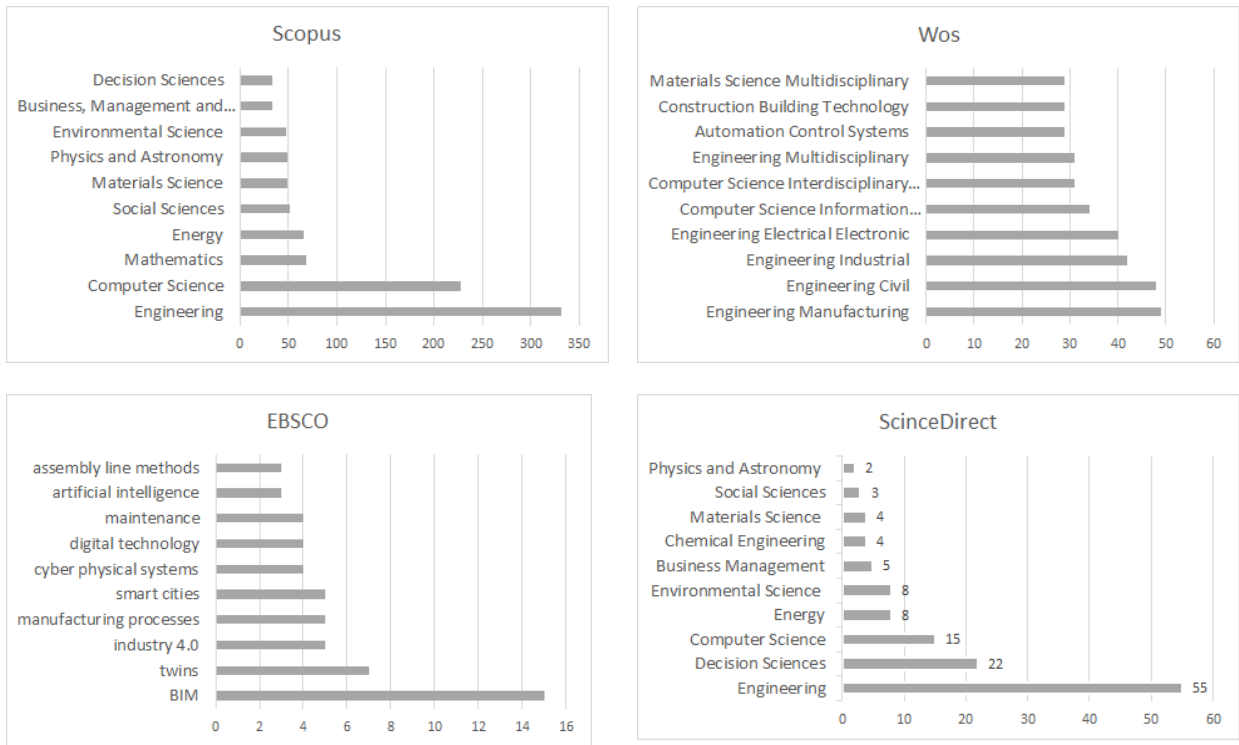 Scopus
Decision Sciences
Business, Management and...
Environmental Science
Physics and Astronomy
Materials Science
Social Sciences
Energy
Mathematics
Computer Science
Engineering
0 50 100 150 200 250 300 350
Wos
Materials Science Multidisciplinary
Construction Building Technology
Automation Control Systems
Engineering Multidisciplinary
Computer Science Interdisciplinary...
Computer Science Information...
Engineering Electrical Electronic
Engineering Industrial
Engineering Civil
Engineering Manufacturing
0 10 20 30 40 50 60
EBSCO
assembly line methods
artificial intelligence
maintenance
digital technology
cyber physical systems
smart cities
manufacturing processes
industry 4.0
twins
BIM
0 2 4 6 8 10 12 14 16
ScinceDirect
Physics and Astronomy 2
Social Sciences 3
Materials Science 4
Chemical Engineering 4
Business Management 5
Environmental Science 8
Energy 8
Computer Science 15
Decision Sciences 22
Engineering 55
0 10 20 30 40 50 60